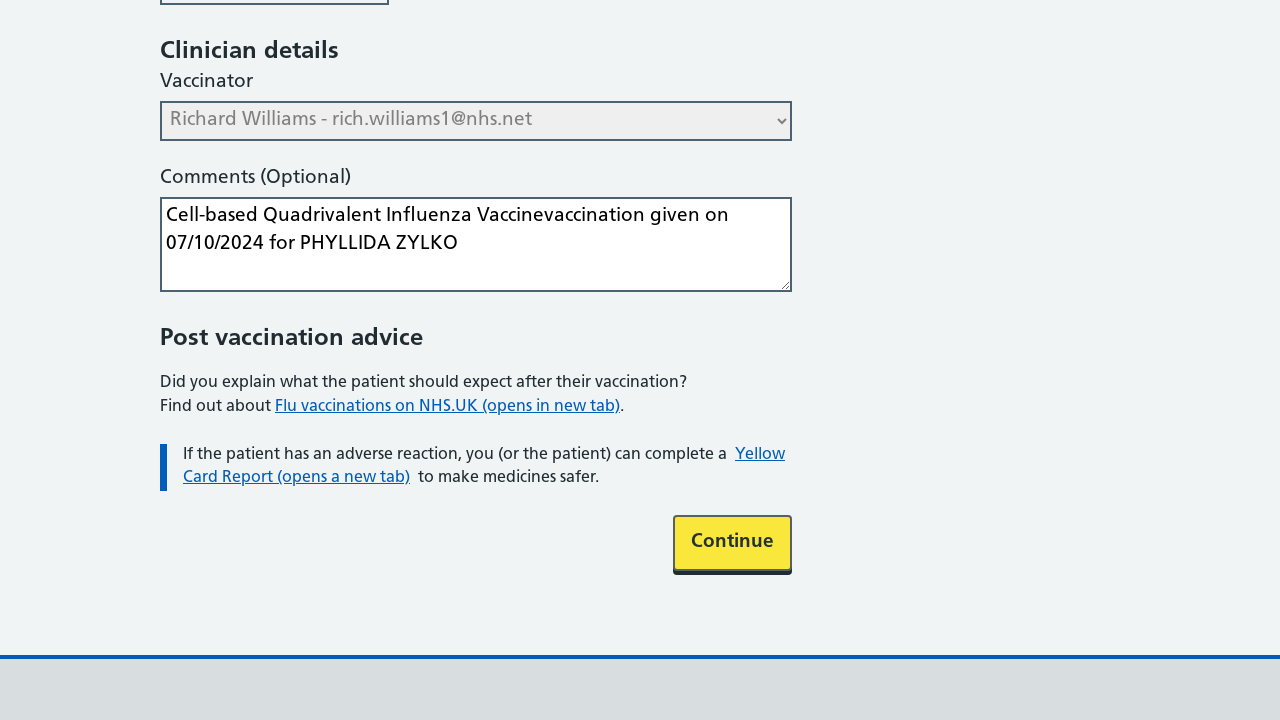 Clinician details
Vaccinator
Richard Williams - rich.williams1@nhs.net
Comments (Optional)
Cell-based Quadrivalent Influenza Vaccinevaccination given on
07/10/2024 for PHYLLIDA ZYLKO
Post vaccination advice
Did you explain what the patient should expect after their vaccination?
Find out about Flu vaccinations on NHS.UK (opens in new tab).
If the patient has an adverse reaction, you (or the patient) can complete a Yellow
Card Report (opens a new tab) to make medicines safer.
Continue